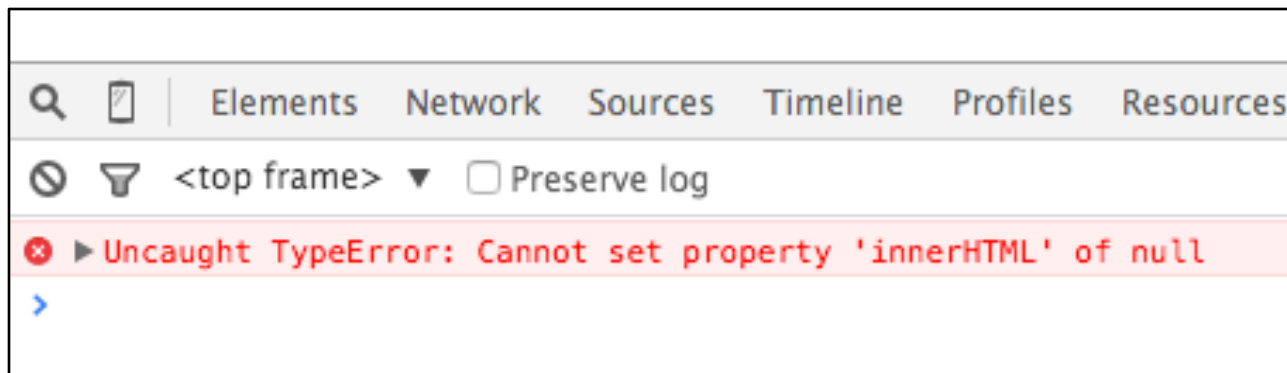 Elements Network Sources Timeline Profiles Resources
<top frame> ▼ Preserve log
Uncaught TypeError: Cannot set property 'innerHTML' of null